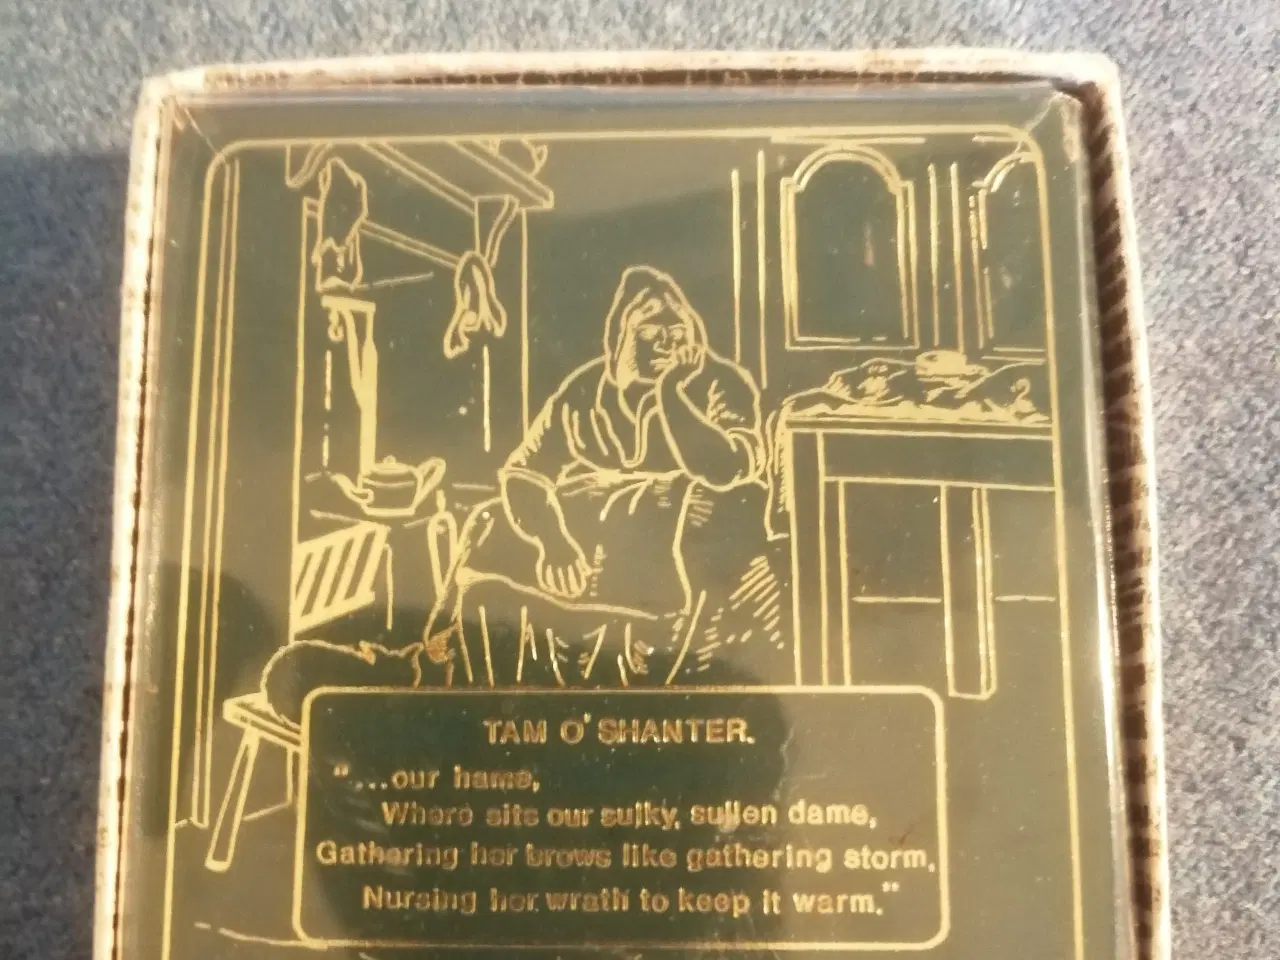 TAM O' SHANTER.
"...our hame,
Where sits our sulky, sullen dame,
Gathering her brows like gathering storm,
Nursing her wrath to keep it warm."